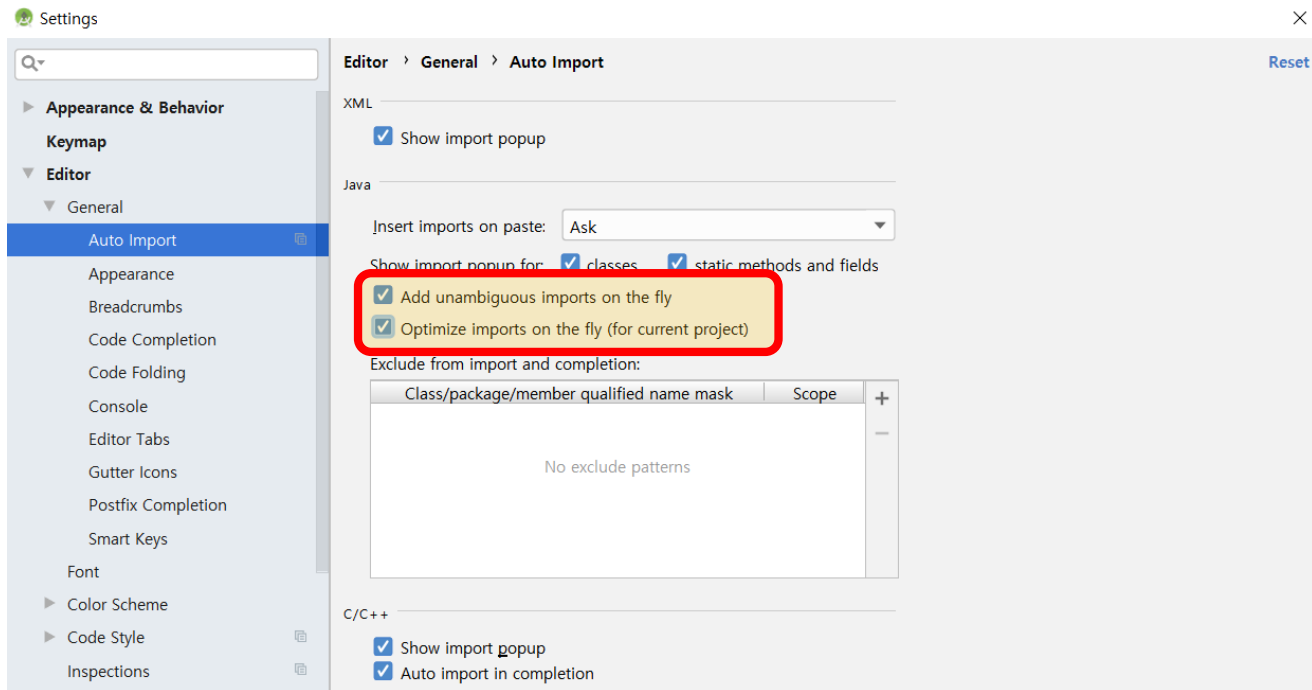 Settings
Editor › General › Auto Import
Reset
Appearance & Behavior
Keymap
Editor
General
Auto Import
Appearance
Breadcrumbs
Code Completion
Code Folding
Console
Editor Tabs
Gutter Icons
Postfix Completion
Smart Keys
Font
Color Scheme
Code Style
Inspections
XML
Show import popup
Java
Insert imports on paste: Ask
Show import popup for: classes static methods and fields
Add unambiguous imports on the fly
Optimize imports on the fly (for current project)
Exclude from import and completion:
Class/package/member qualified name mask Scope
No exclude patterns
C/C++
Show import popup
Auto import in completion